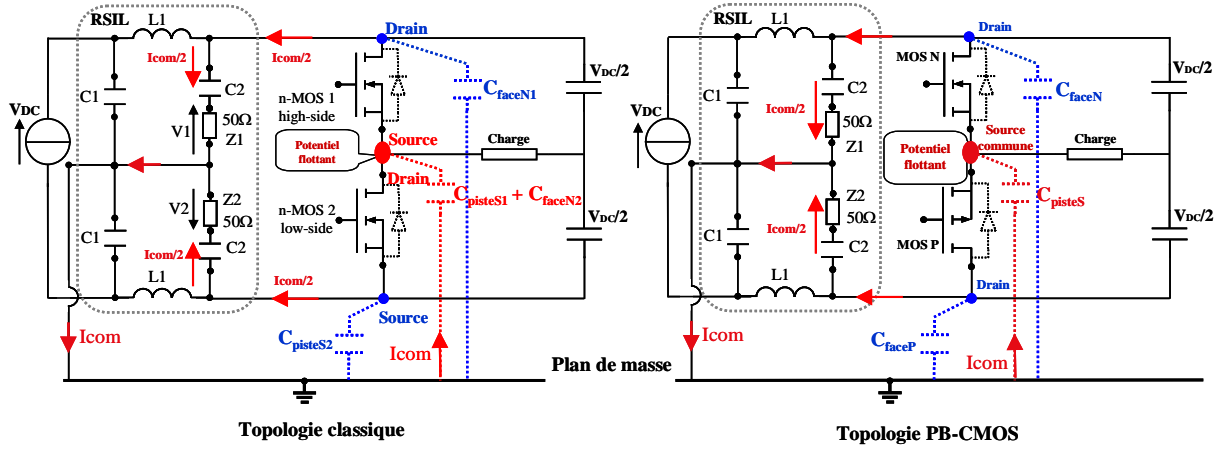 RSIL
L1
Drain
Icom/2
Icom/2
C1
C2
V1
50Ω
Z1
VDC
n-MOS 1
high-side
CfaceN1
VDC/2
Potentiel
flottant
Source
Charge
Drain
CpisteS1 + CfaceN2
V2
Z2
50Ω
n-MOS 2
low-side
C1
Icom/2
C2
VDC/2
L1
Icom/2
Source
CpisteS2
Icom
Icom
Topologie classique
Plan de masse
RSIL
L1
Drain
MOS N
C1
C2
Icom/2
50Ω
Z1
VDC
CfaceN
VDC/2
Potentiel
flottant
Source
commune
Charge
CpisteS
Z2
50Ω
Icom/2
C1
C2
MOS P
VDC/2
L1
Drain
CfaceP
Icom
Icom
Topologie PB-CMOS